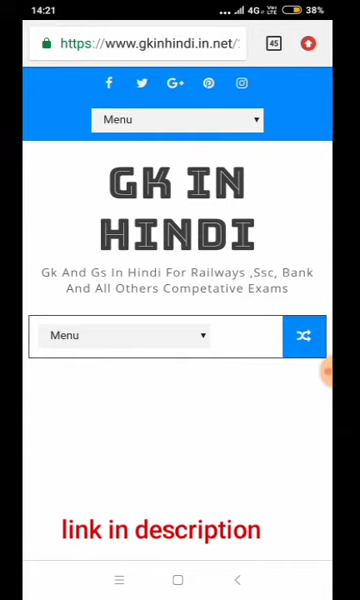 14:21 4G 38%
https://www.gkinhindi.in.net/ 45
Menu
GK IN
HINDI
Gk And Gs In Hindi For Railways ,Ssc, Bank
And All Others Competative Exams
Menu
link in description